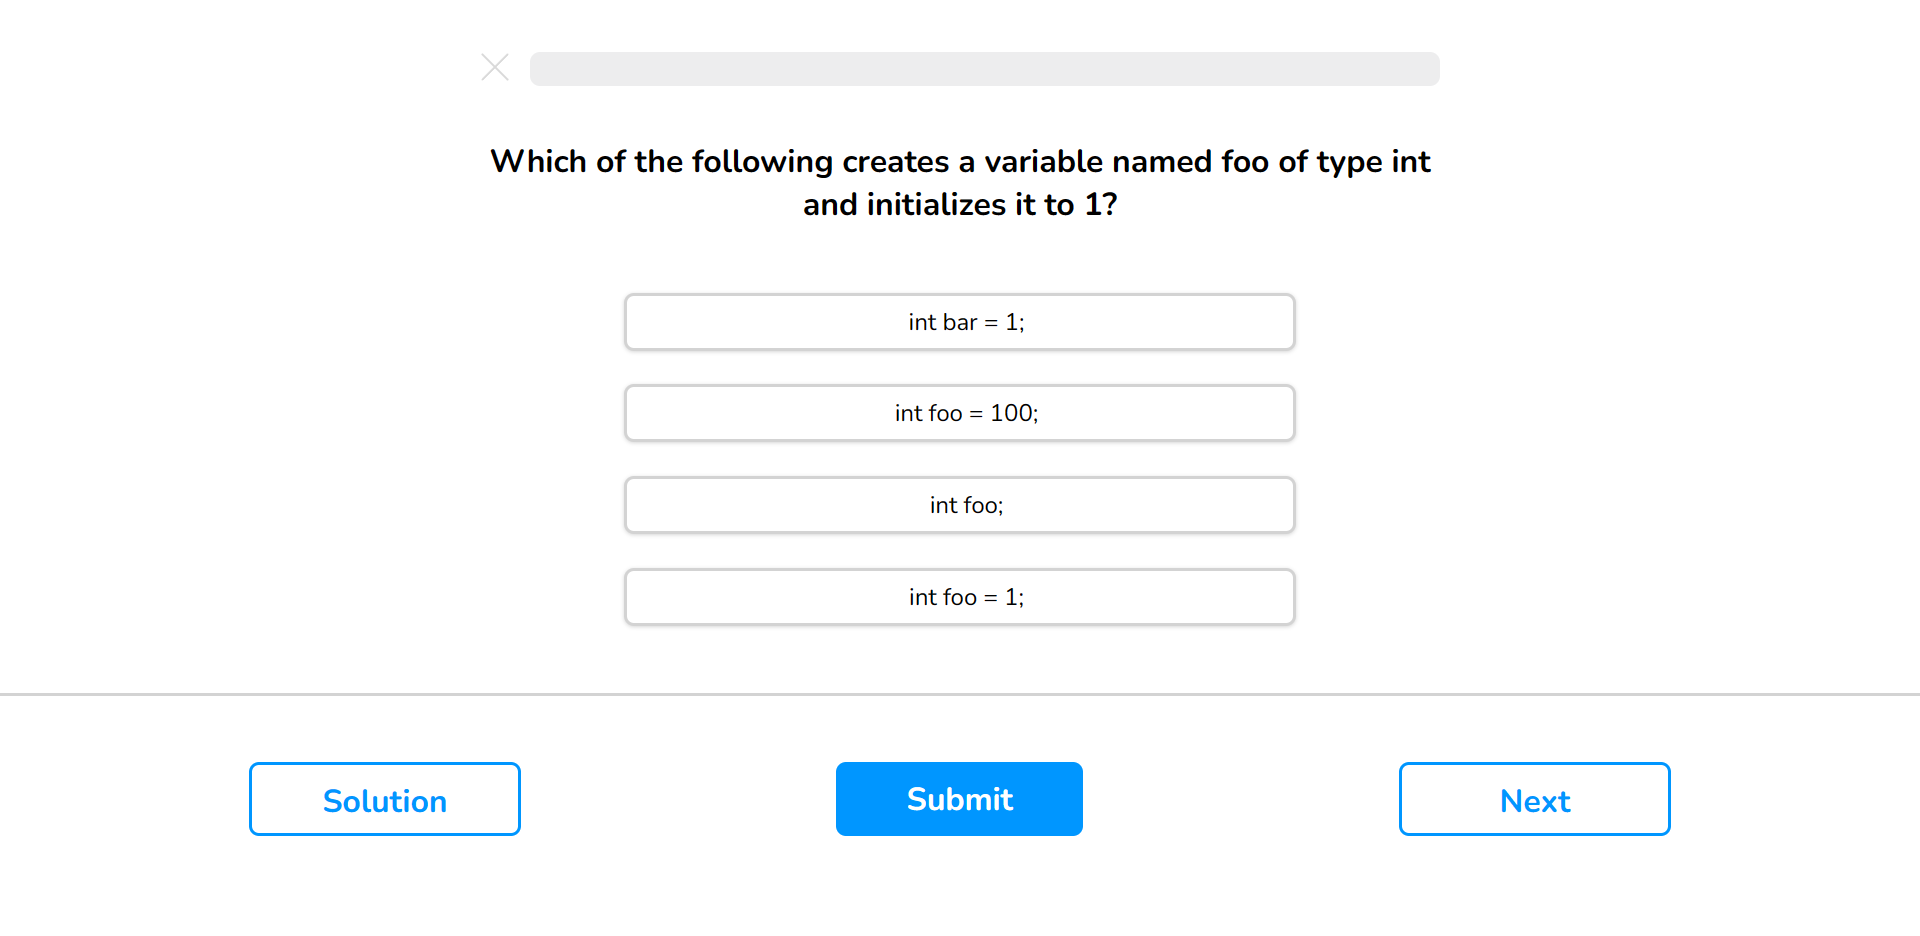 Which of the following creates a variable named foo of type int
and initializes it to 1?
int bar = 1;
int foo = 100;
int foo;
int foo = 1;
Solution
Submit
Next